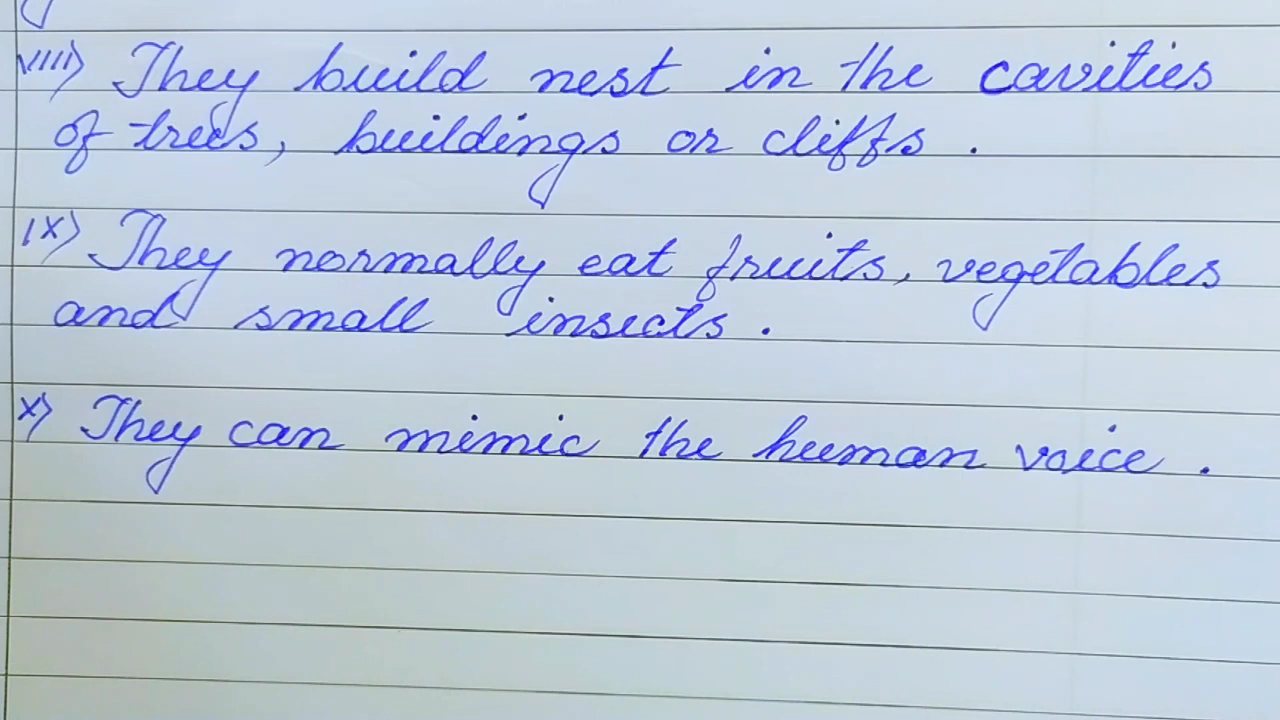 viiii) They build nest in the cavities
of trees, buildings or cliffs .
ix) They normally eat fruits, vegetables
and small insects .
x) They can mimic the human voice .